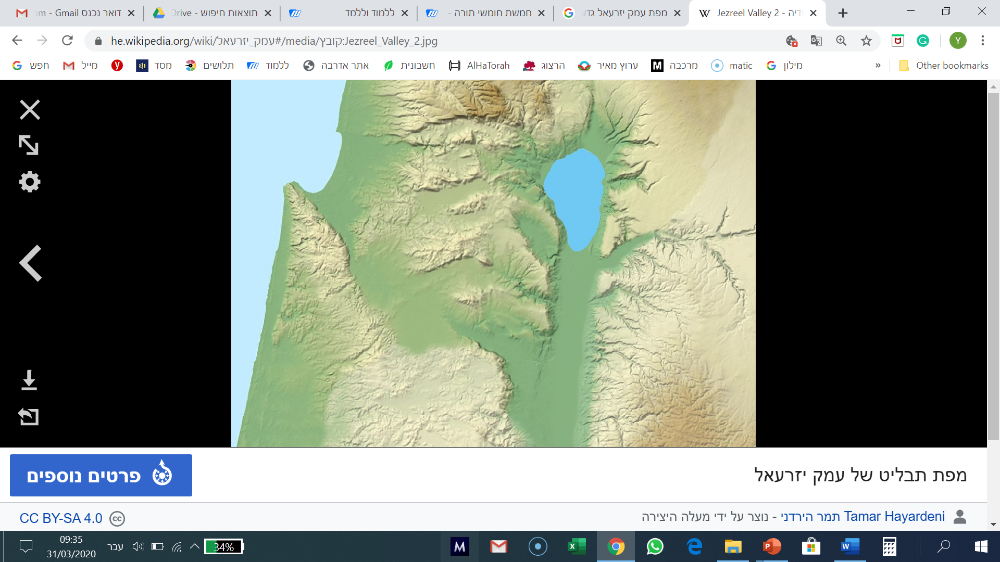 דואר נכנס - Gmail
תוצאות חיפוש - Drive
ללמוד וללמד
חמשת חומשי תורה -
מפת עמק יזרעאל גדע
Jezreel Valley 2 -
he.wikipedia.org/wiki/עמק_יזרעאל#/media/קובץ:Jezreel_Valley_2.jpg
Y
חפש
מייל
מסד
תלושים
ללמוד
אתר אדרבה
חשבונית
AlHaTorah
הרצוג
ערוץ מאיר
מרכבה
matic
מילון
»
Other bookmarks
מפת תבליט של עמק יזרעאל
פרטים נוספים
Tamar Hayardeni תמר הירדני - נוצר על ידי מעלה היצירה
CC BY-SA 4.0
09:35
31/03/2020
עבר
34%